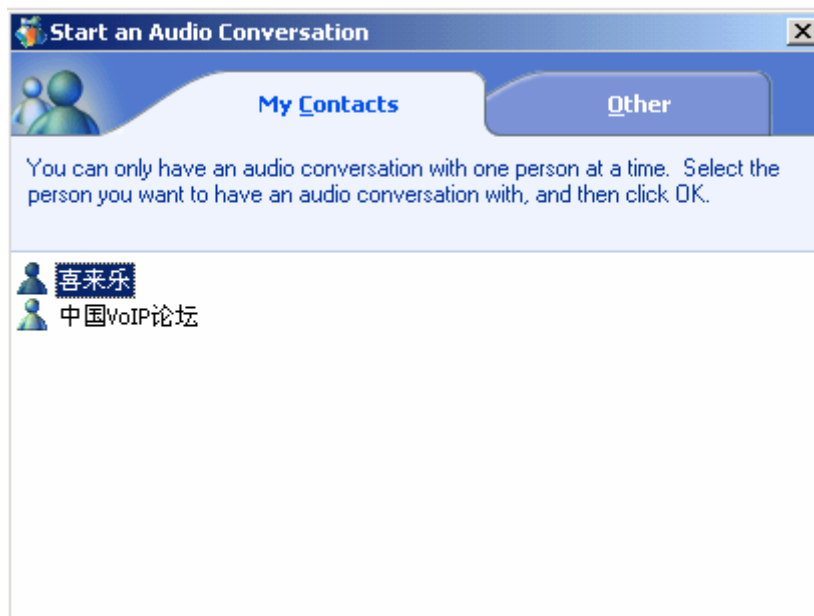 Start an Audio Conversation
My Contacts
Other
You can only have an audio conversation with one person at a time. Select the
person you want to have an audio conversation with, and then click OK.
喜来乐
中国VoIP论坛